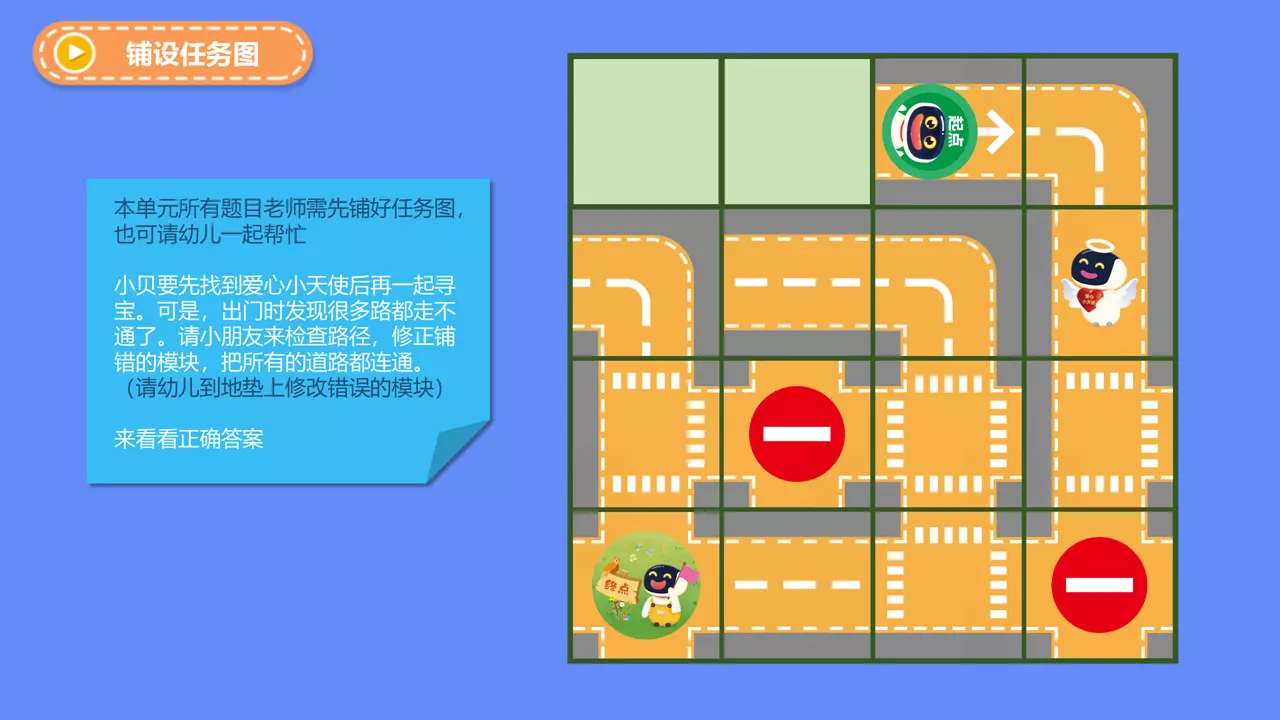 铺设任务图
本单元所有题目老师需先铺好任务图，
也可请幼儿一起帮忙
小贝要先找到爱心小天使后再一起寻
宝。可是，出门时发现很多路都走不
通了。请小朋友来检查路径，修正铺
错的模块，把所有的道路都连通。
（请幼儿到地垫上修改错误的模块）
来看看正确答案
起点
爱心
小天使
终点